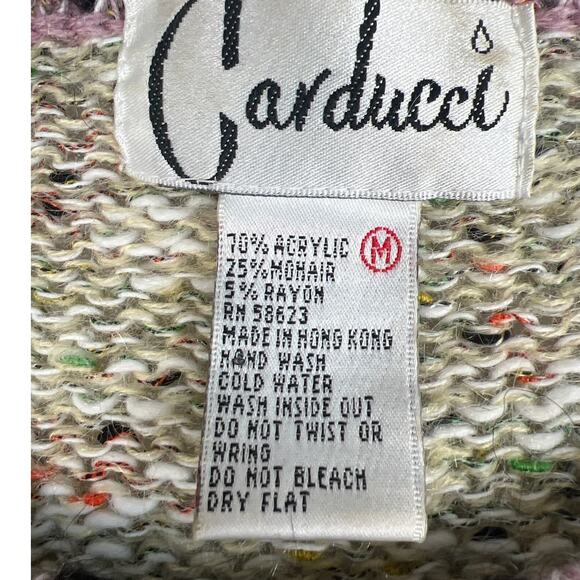 Carducci
70% ACRYLIC
25% MOHAIR
5% RAYON
M
RN 58623
MADE IN HONG KONG
HAND WASH
COLD WATER
WASH INSIDE OUT
DO NOT TWIST OR
WRING
DO NOT BLEACH
DRY FLAT